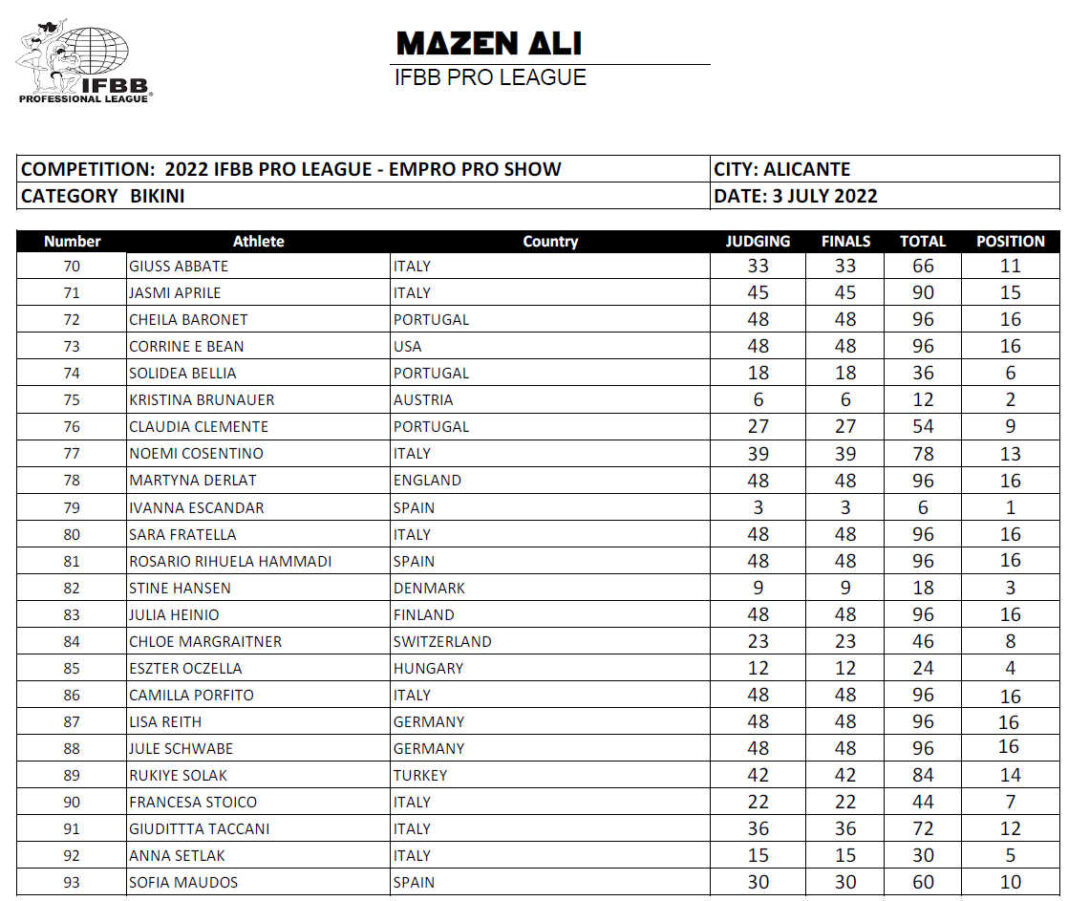 IFBB
PROFESSIONAL LEAGUE®
MAZEN ALI
IFBB PRO LEAGUE
COMPETITION: 2022 IFBB PRO LEAGUE - EMPRO PRO SHOW CITY: ALICANTE
CATEGORY BIKINI DATE: 3 JULY 2022
Number Athlete Country JUDGING FINALS TOTAL POSITION
70 GIUSS ABBATE ITALY 33 33 66 11
71 JASMI APRILE ITALY 45 45 90 15
72 CHEILA BARONET PORTUGAL 48 48 96 16
73 CORRINE E BEAN USA 48 48 96 16
74 SOLIDEA BELLIA PORTUGAL 18 18 36 6
75 KRISTINA BRUNAUER AUSTRIA 6 6 12 2
76 CLAUDIA CLEMENTE PORTUGAL 27 27 54 9
77 NOEMI COSENTINO ITALY 39 39 78 13
78 MARTYNA DERLAT ENGLAND 48 48 96 16
79 IVANNA ESCANDAR SPAIN 3 3 6 1
80 SARA FRATELLA ITALY 48 48 96 16
81 ROSARIO RIHUELA HAMMADI SPAIN 48 48 96 16
82 STINE HANSEN DENMARK 9 9 18 3
83 JULIA HEINIO FINLAND 48 48 96 16
84 CHLOE MARGRAITNER SWITZERLAND 23 23 46 8
85 ESZTER OCZELLA HUNGARY 12 12 24 4
86 CAMILLA PORFITO ITALY 48 48 96 16
87 LISA REITH GERMANY 48 48 96 16
88 JULE SCHWABE GERMANY 48 48 96 16
89 RUKIYE SOLAK TURKEY 42 42 84 14
90 FRANCESA STOICO ITALY 22 22 44 7
91 GIUDITTTA TACCANI ITALY 36 36 72 12
92 ANNA SETLAK ITALY 15 15 30 5
93 SOFIA MAUDOS SPAIN 30 30 60 10